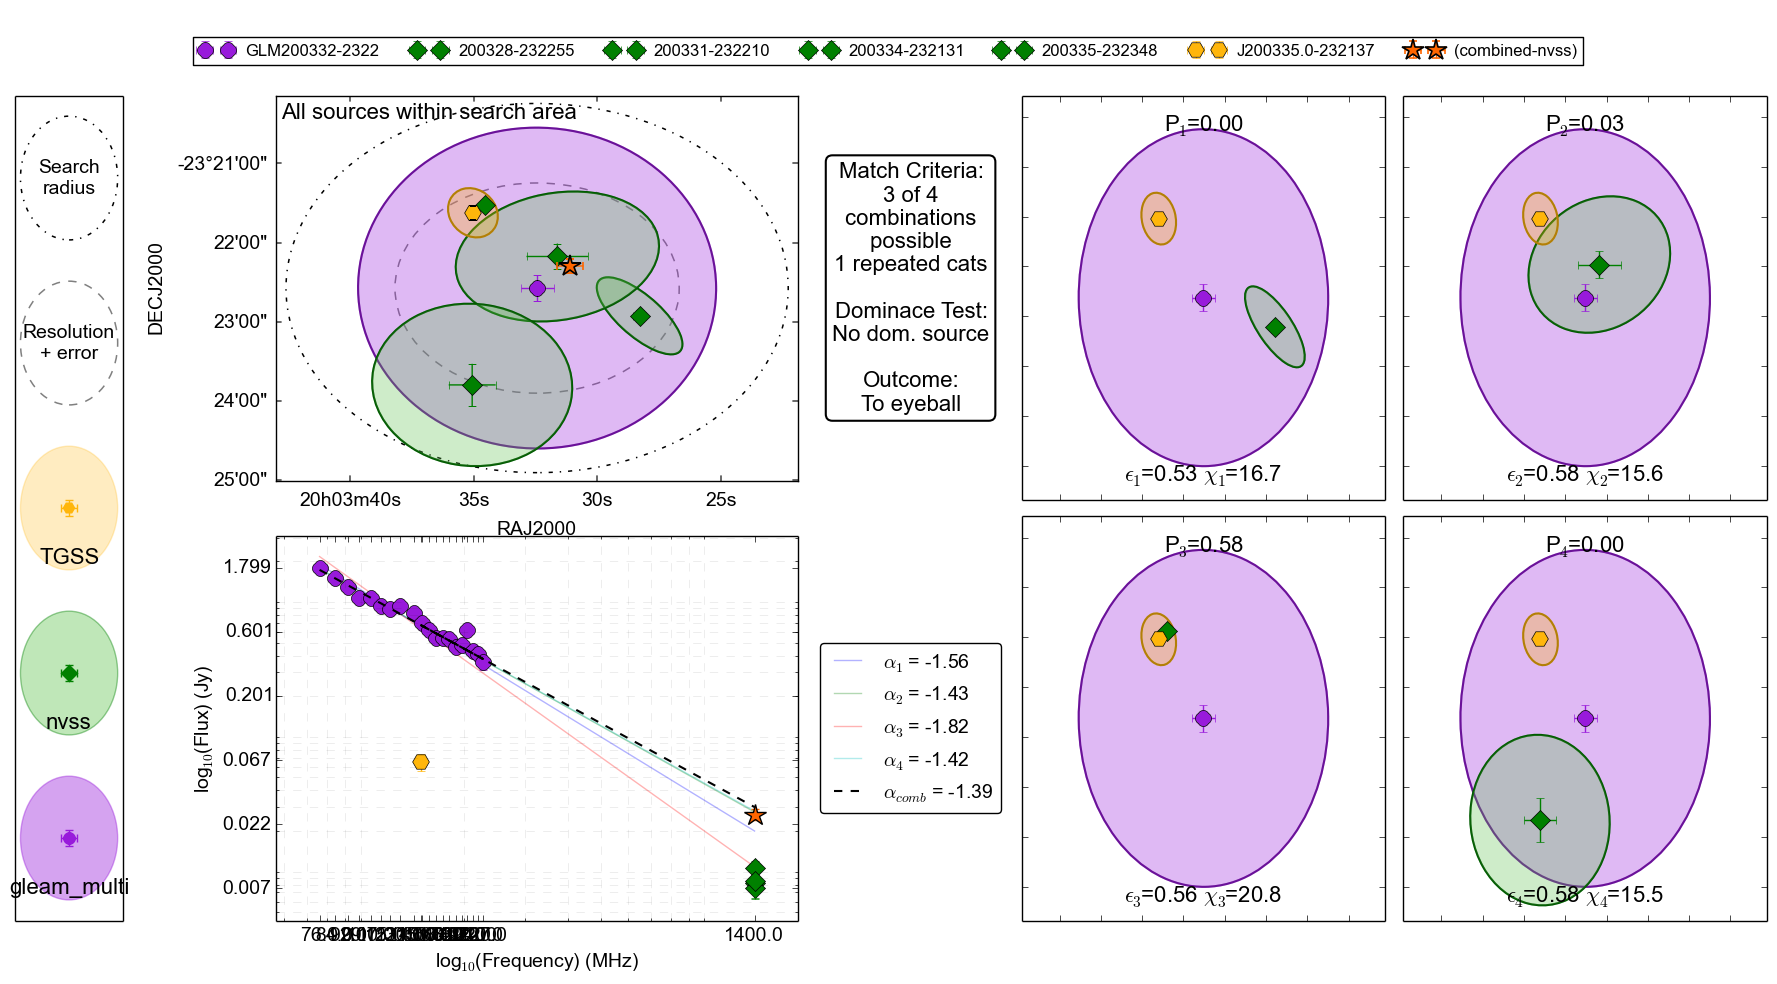 GLM200332-2322 200328-232255 200331-232210 200334-232131 200335-232348 J200335.0-232137 (combined-nvss)
Search
radius
Resolution
+ error
TGSS
nvss
gleam_multi
All sources within search area
DECJ2000
-23°21'00"
22'00"
23'00"
24'00"
25'00"
20h03m40s 35s 30s 25s
RAJ2000
Match Criteria:
3 of 4
combinations
possible
1 repeated cats
Dominace Test:
No dom. source
Outcome:
To eyeball
P1=0.00
ϵ1=0.53 χ1=16.7
P2=0.03
ϵ2=0.58 χ2=15.6
log10(Flux) (Jy)
1.799
0.601
0.201
0.067
0.022
0.007
1400.0
log10(Frequency) (MHz)
α1 = -1.56
α2 = -1.43
α3 = -1.82
α4 = -1.42
αcomb = -1.39
P3=0.58
ϵ3=0.56 χ3=20.8
P4=0.00
ϵ4=0.58 χ4=15.5